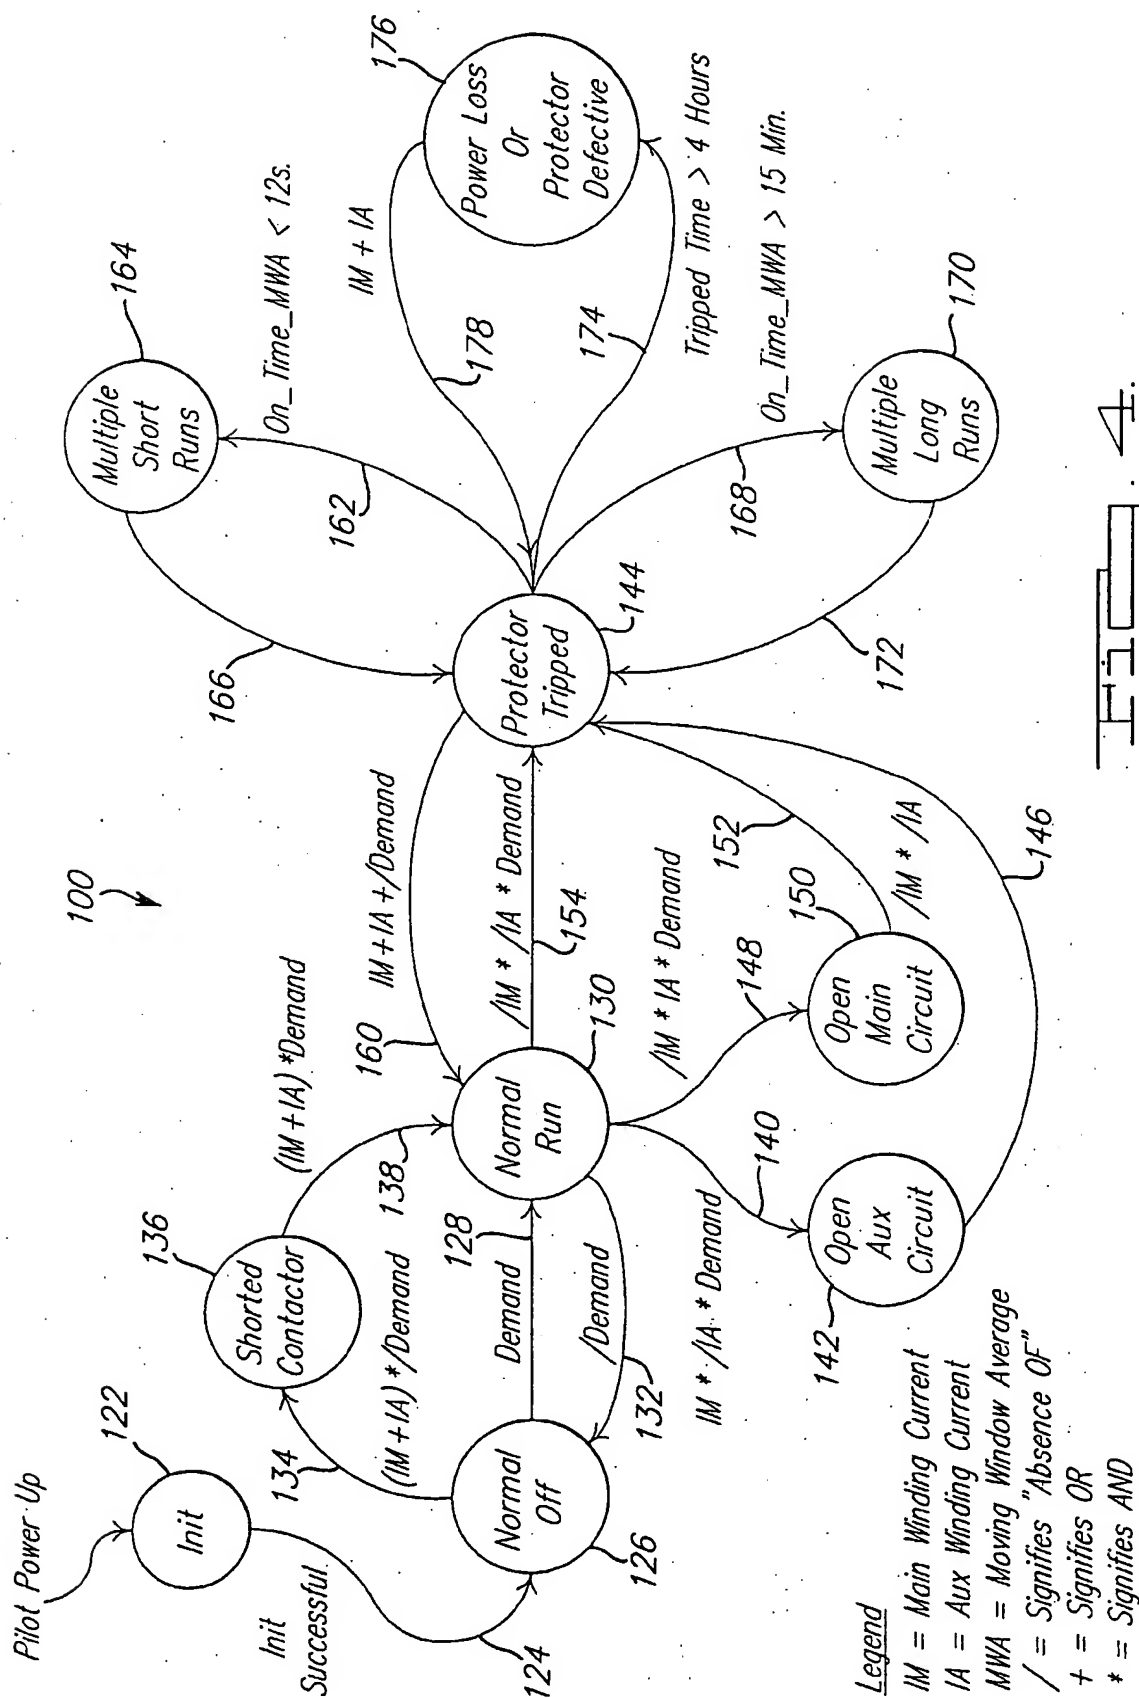 100
Pilot Power Up
122
Init
Init
Successful
124
134
136
Shorted
Contactor
(IM+IA)*/Demand
138
(IM+IA) *Demand
Normal
Off
126
Demand
128
/Demand
132
Normal
Run
130
160
IM+IA+/Demand
/IM * /IA * Demand
154
/IM * IA * Demand
148
140
IM * /IA * Demand
Open
Aux
Circuit
142
Open
Main
Circuit
150
/IM * /IA
152
146
Protector
Tripped
144
166
162
Multiple
Short
Runs
164
On_Time_MWA < 12s.
IM + IA
178
174
Power Loss
Or
Protector
Defective
176
Tripped Time > 4 Hours
On_Time_MWA > 15 Min.
168
172
Multiple
Long
Runs
170
Legend
IM = Main Winding Current
IA = Aux Winding Current
MWA = Moving Window Average
/ = Signifies "Absence OF"
+ = Signifies OR
* = Signifies AND
FIG. 4.